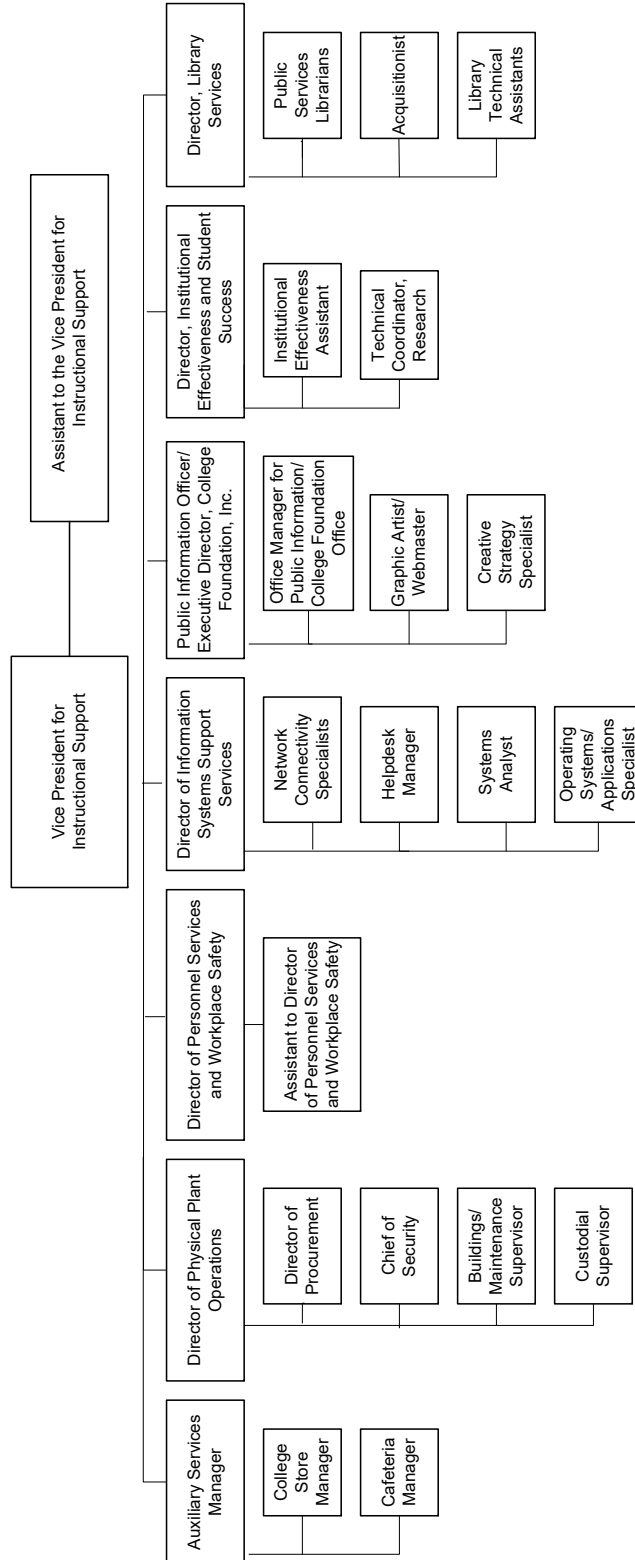 Vice President for
Instructional Support
Assistant to the Vice President for
Instructional Support
Auxiliary Services
Manager
College
Store
Manager
Cafeteria
Manager
Director of Physical Plant
Operations
Director of
Procurement
Chief of
Security
Buildings/
Maintenance
Supervisor
Custodial
Supervisor
Director of Personnel Services
and Workplace Safety
Assistant to Director
of Personnel Services
and Workplace Safety
Director of Information
Systems Support
Services
Network
Connectivity
Specialists
Helpdesk
Manager
Systems
Analyst
Operating
Systems/
Applications
Specialist
Public Information Officer/
Executive Director, College
Foundation, Inc.
Office Manager for
Public Information/
College Foundation
Office
Graphic Artist/
Webmaster
Creative
Strategy
Specialist
Director, Institutional
Effectiveness and Student
Success
Institutional
Effectiveness
Assistant
Technical
Coordinator,
Research
Director, Library
Services
Public
Services
Librarians
Acquisitionist
Library
Technical
Assistants